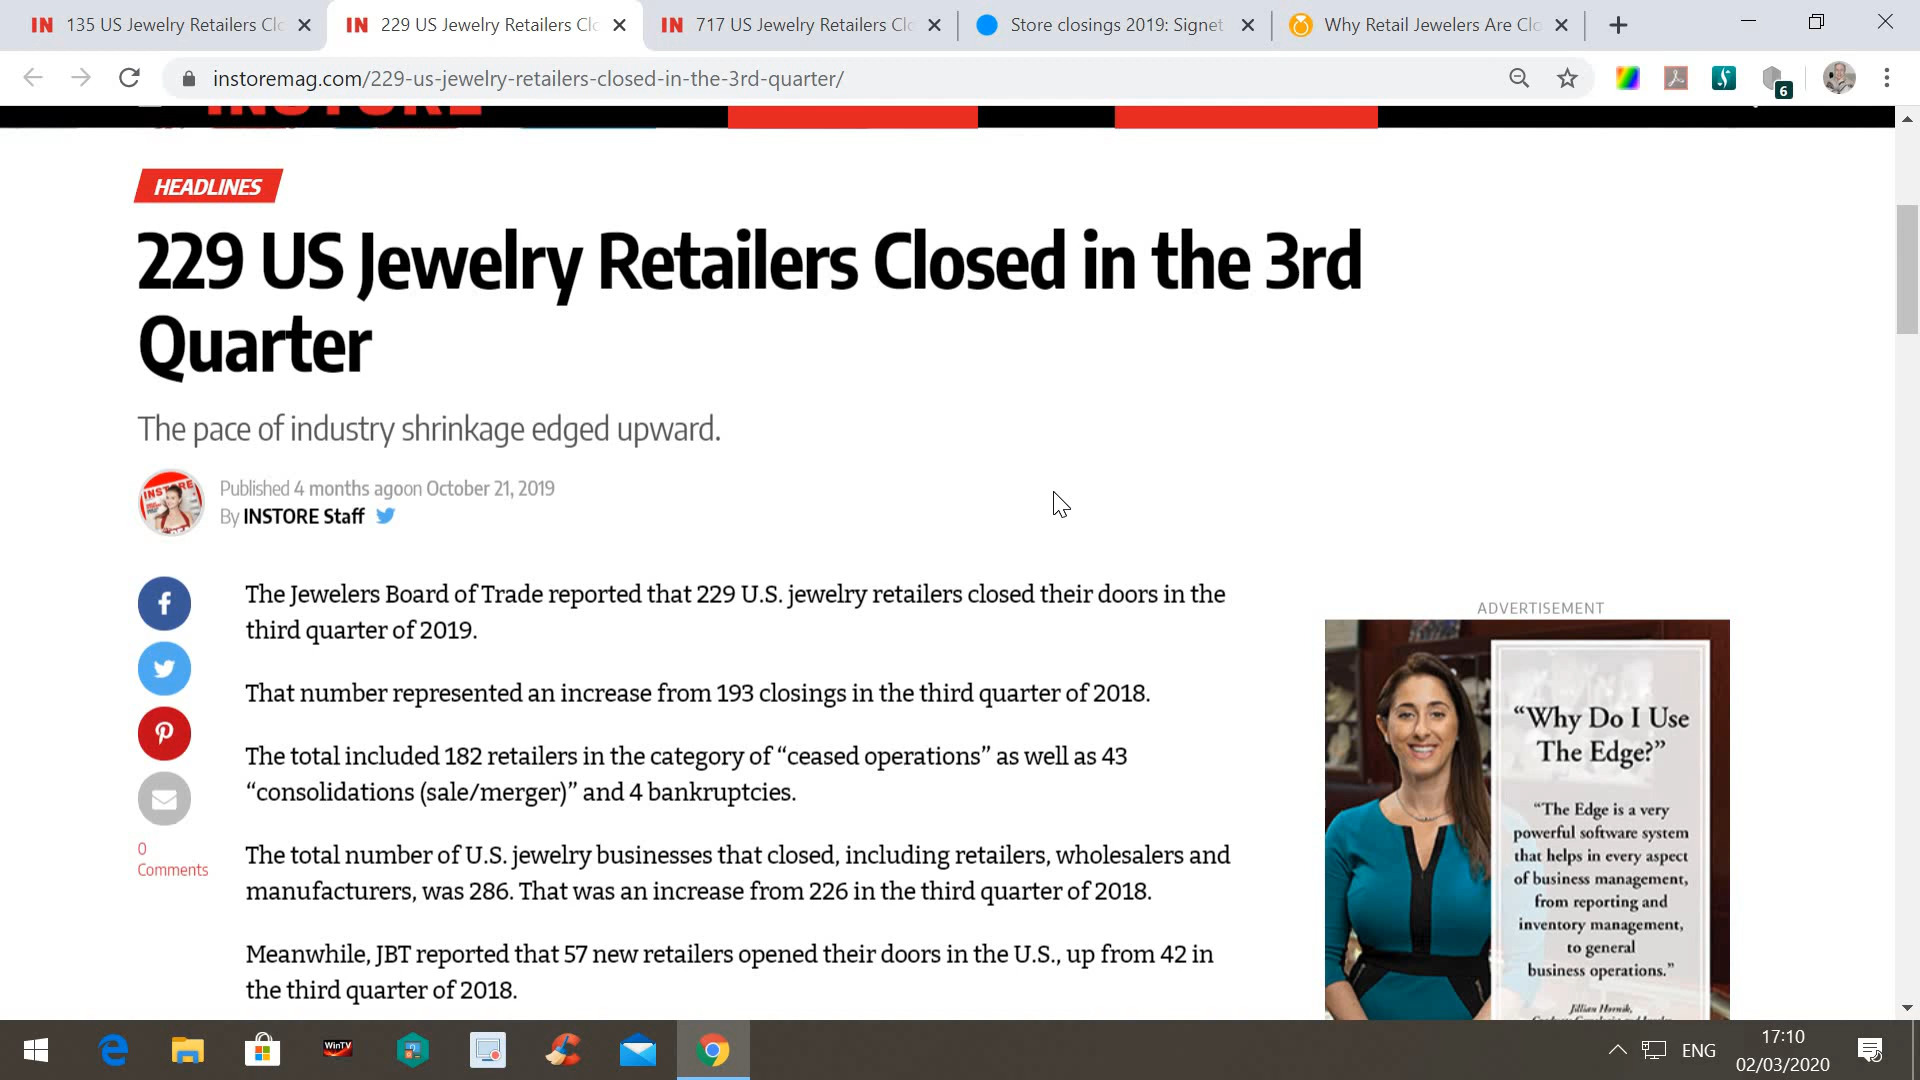 135 US Jewelry Retailers Clo
229 US Jewelry Retailers Clo
717 US Jewelry Retailers Clo
Store closings 2019: Signet
Why Retail Jewelers Are Clo
instoremag.com/229-us-jewelry-retailers-closed-in-the-3rd-quarter/
6
INSTORE
HEADLINES
229 US Jewelry Retailers Closed in the 3rd
Quarter
The pace of industry shrinkage edged upward.
Published 4 months agoon October 21, 2019
By INSTORE Staff
The Jewelers Board of Trade reported that 229 U.S. jewelry retailers closed their doors in the
third quarter of 2019.
That number represented an increase from 193 closings in the third quarter of 2018.
The total included 182 retailers in the category of “ceased operations” as well as 43
“consolidations (sale/merger)” and 4 bankruptcies.
The total number of U.S. jewelry businesses that closed, including retailers, wholesalers and
manufacturers, was 286. That was an increase from 226 in the third quarter of 2018.
Meanwhile, JBT reported that 57 new retailers opened their doors in the U.S., up from 42 in
the third quarter of 2018.
0
Comments
ADVERTISEMENT
“Why Do I Use
The Edge?”
“The Edge is a very
powerful software system
that helps in every aspect
of business management,
from reporting and
inventory management,
to general
business operations.”
Jillian Hornik,
WinTV
ENG
17:10
02/03/2020